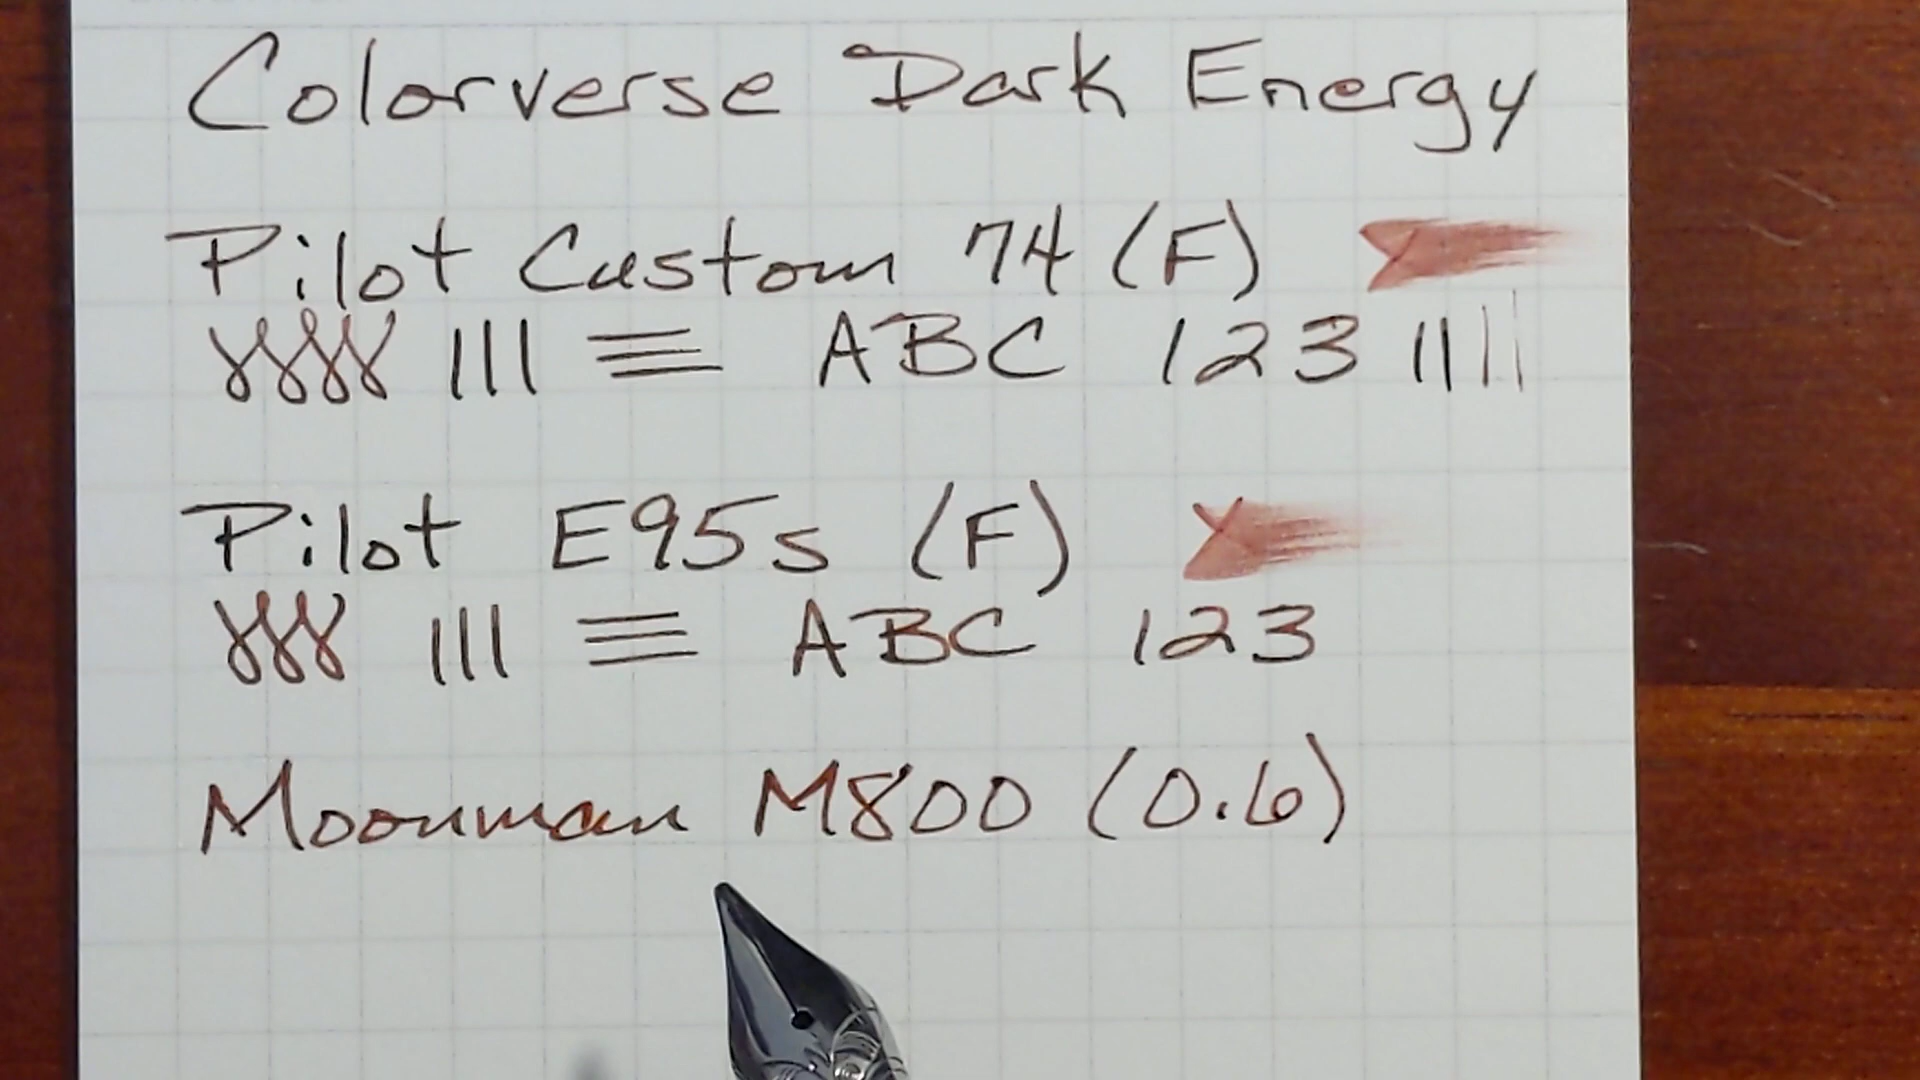 Colorverse Dark Energy
Pilot Custom 74 (F)
ABC 123
Pilot E95s (F)
ABC 123
Moonman M800 (0.6)